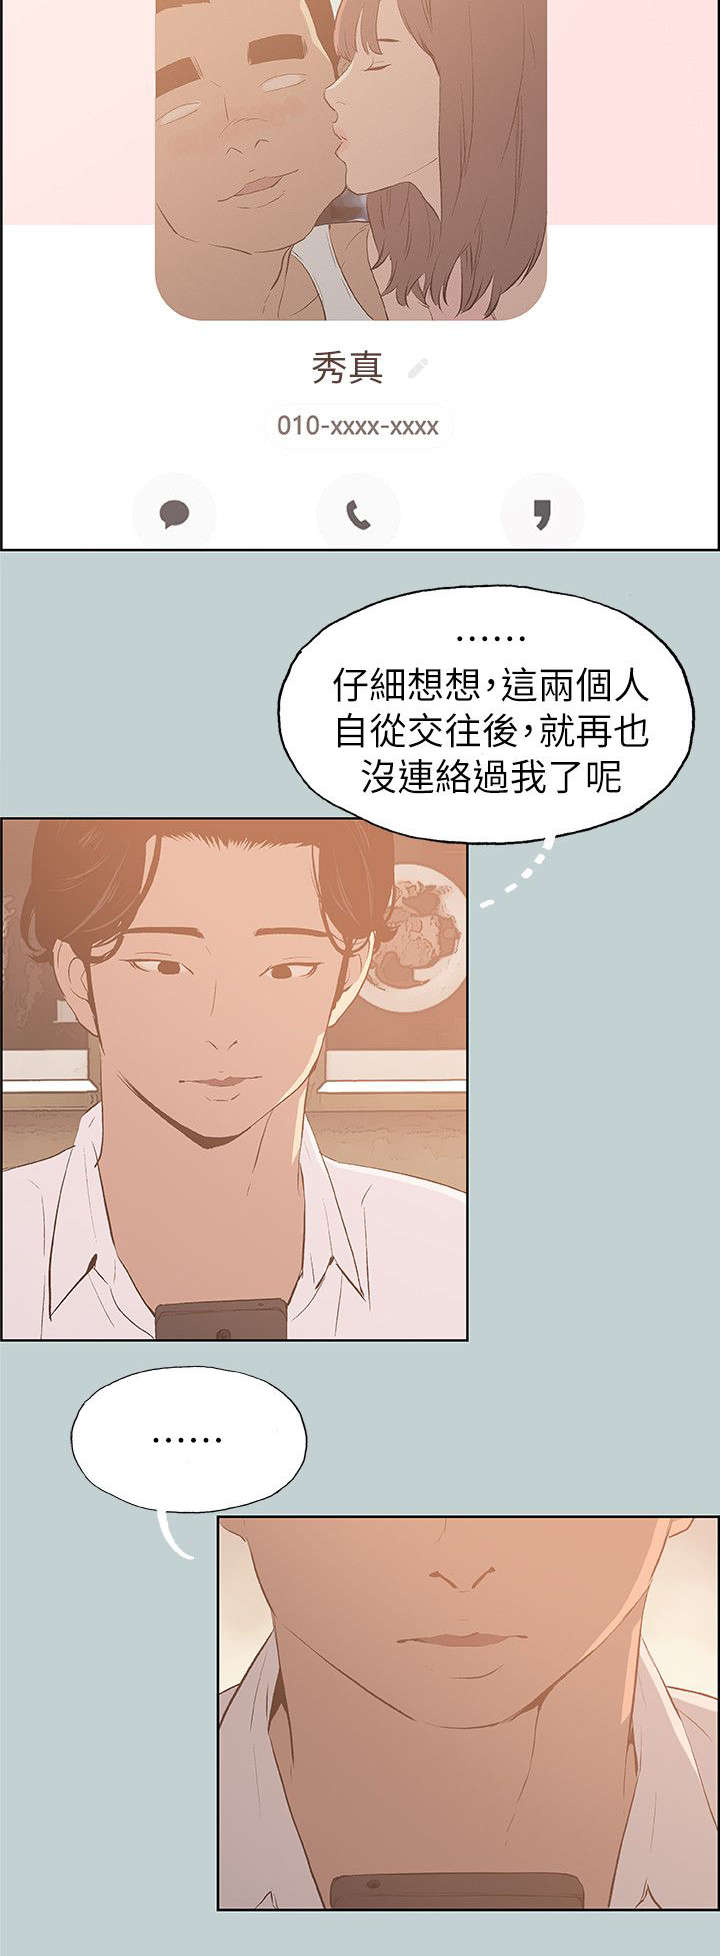 秀真
010-xxxx-xxxx
……
仔細想想，這兩個人
自從交往後，就再也
沒連絡過我了呢
……